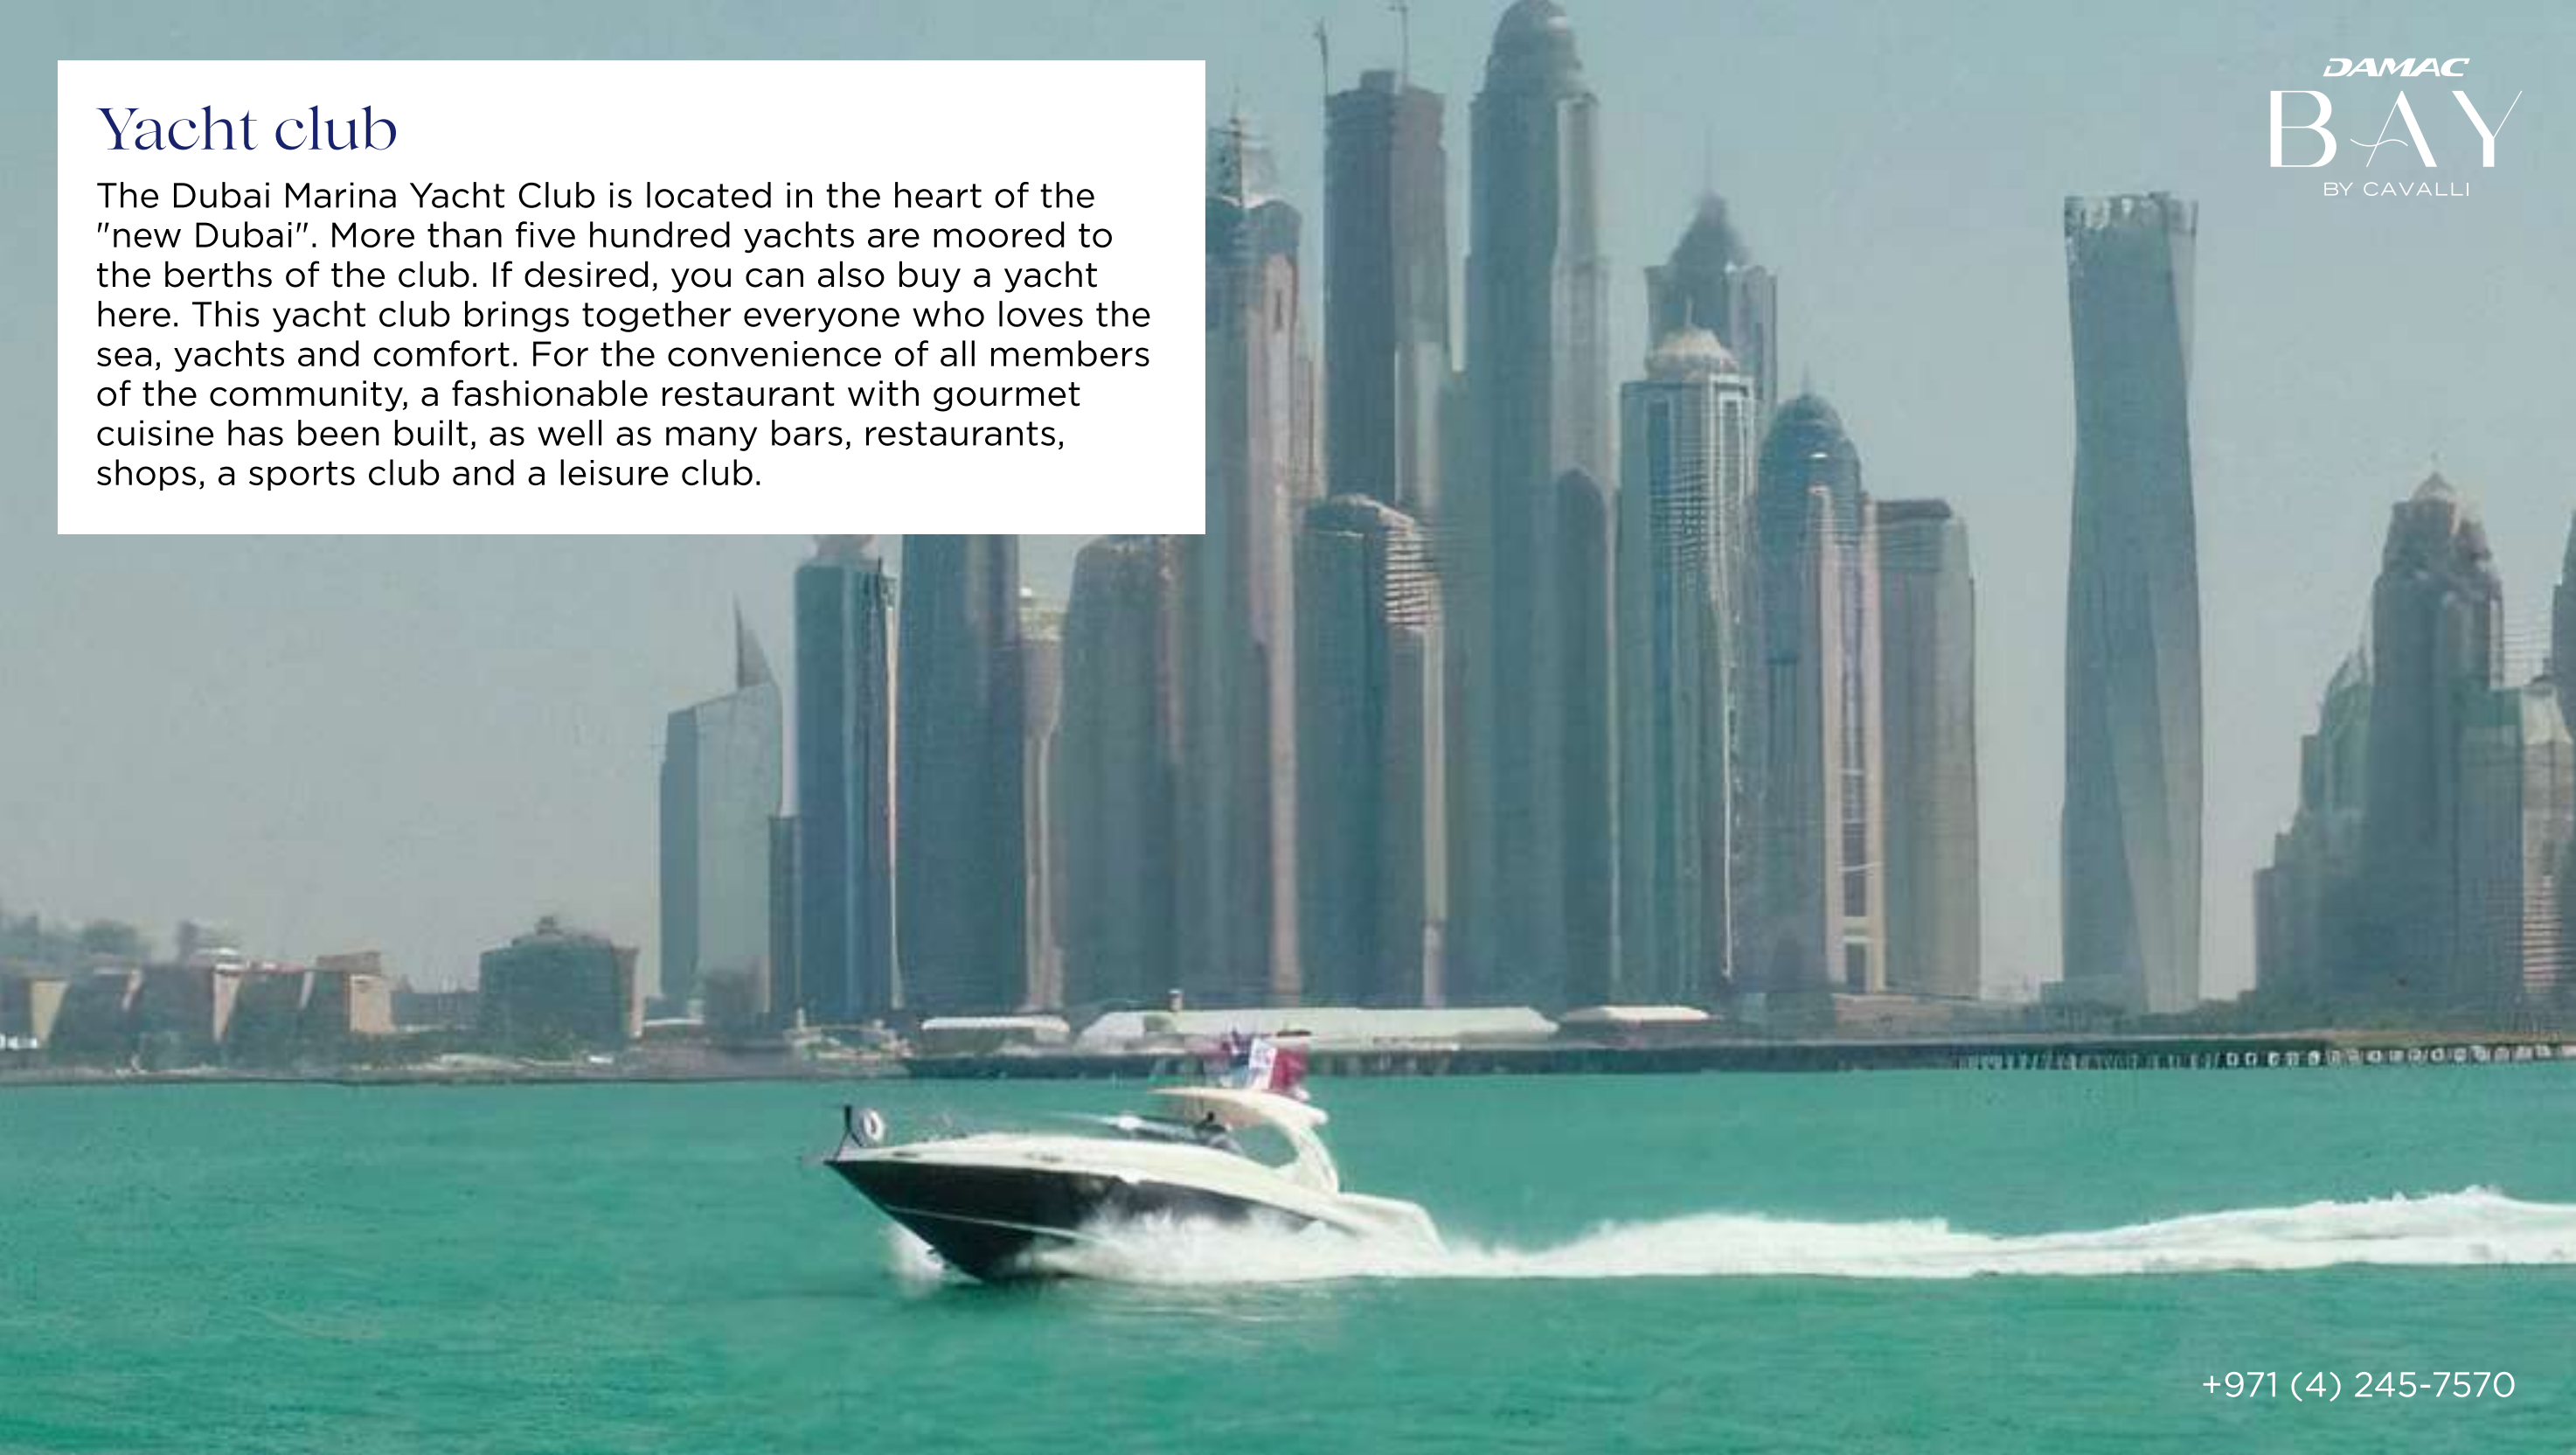 Yacht club
The Dubai Marina Yacht Club is located in the heart of the
"new Dubai". More than five hundred yachts are moored to
the berths of the club. If desired, you can also buy a yacht
here. This yacht club brings together everyone who loves the
sea, yachts and comfort. For the convenience of all members
of the community, a fashionable restaurant with gourmet
cuisine has been built, as well as many bars, restaurants,
shops, a sports club and a leisure club.
DAMAC
BAY
BY CAVALLI
+971 (4) 245-7570